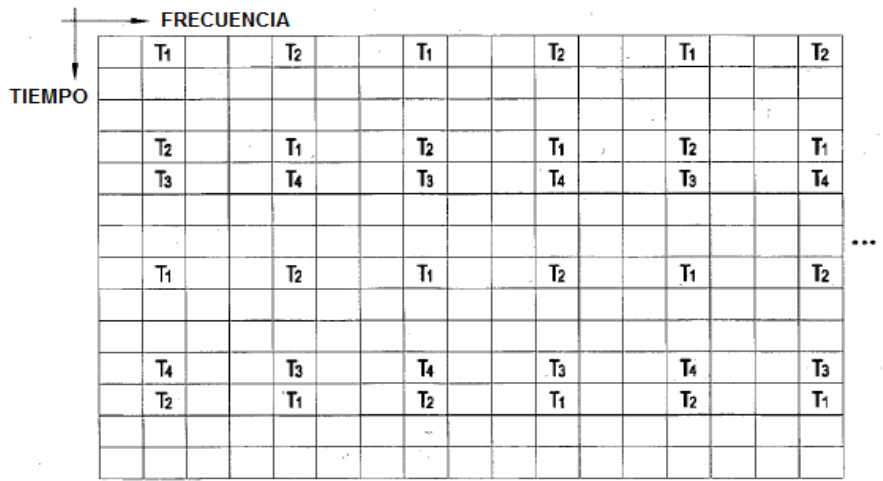 FRECUENCIA
T1 T2 T1 T2 T1 T2
TIEMPO
T2 T1 T2 T1 T2 T1
T3 T4 T3 T4 T3 T4
...
T1 T2 T1 T2 T1 T2
T4 T3 T4 T3 T4 T3
T2 T1 T2 T1 T2 T1